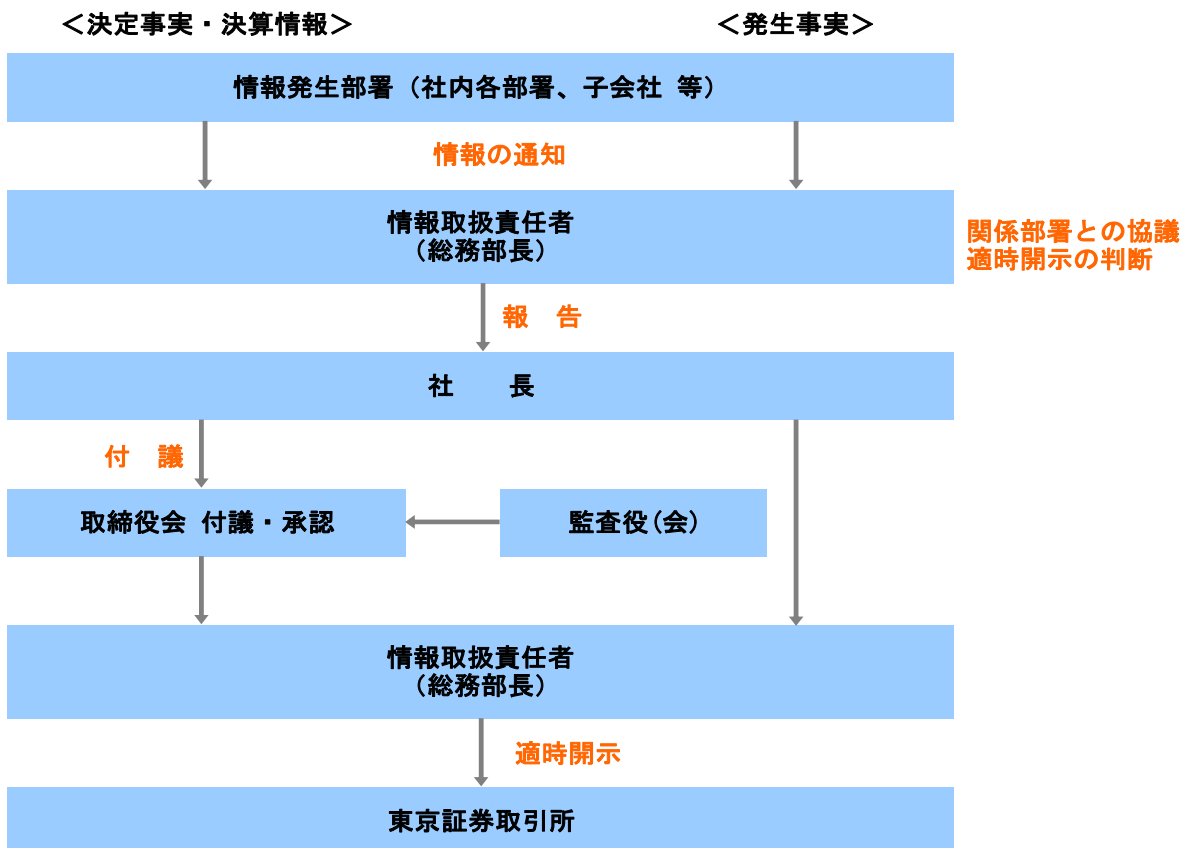 ＜決定事実・決算情報＞
＜発生事実＞
情報発生部署（社内各部署、子会社 等）
情報の通知
情報取扱責任者
（総務部長）
関係部署との協議
適時開示の判断
報　告
社　　長
付　議
取締役会 付議・承認
監査役（会）
情報取扱責任者
（総務部長）
適時開示
東京証券取引所